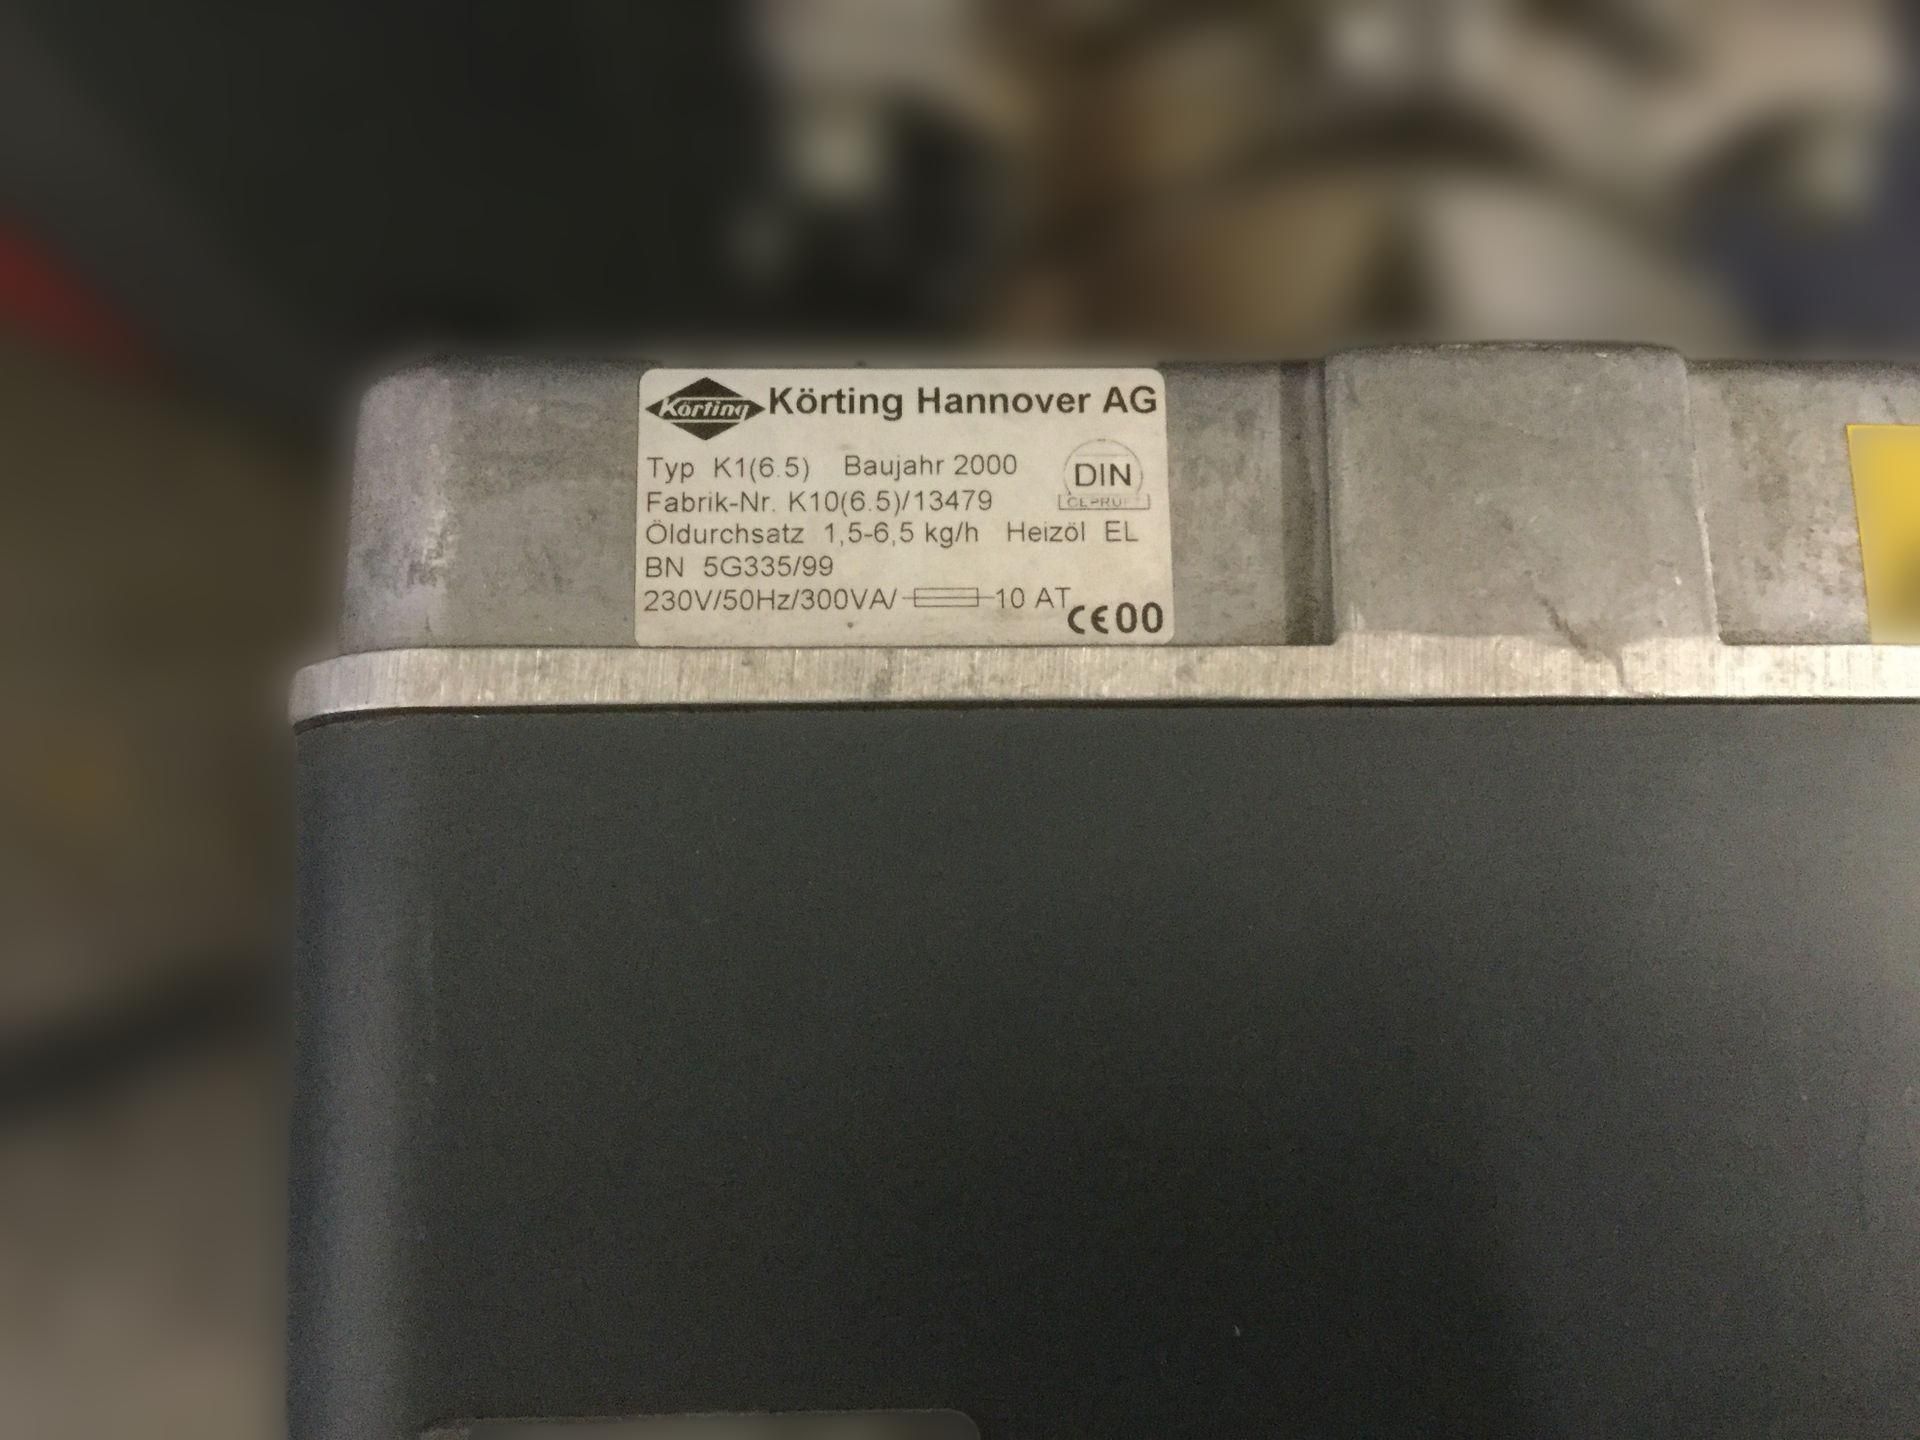 Körting Körting Hannover AG
Typ K1(6.5) Baujahr 2000
DIN
GEPRÜFT
Fabrik-Nr. K10(6.5)/13479
Öldurchsatz 1,5-6,5 kg/h Heizöl EL
BN 5G335/99
230V/50Hz/300VA/ 10 AT
CE00